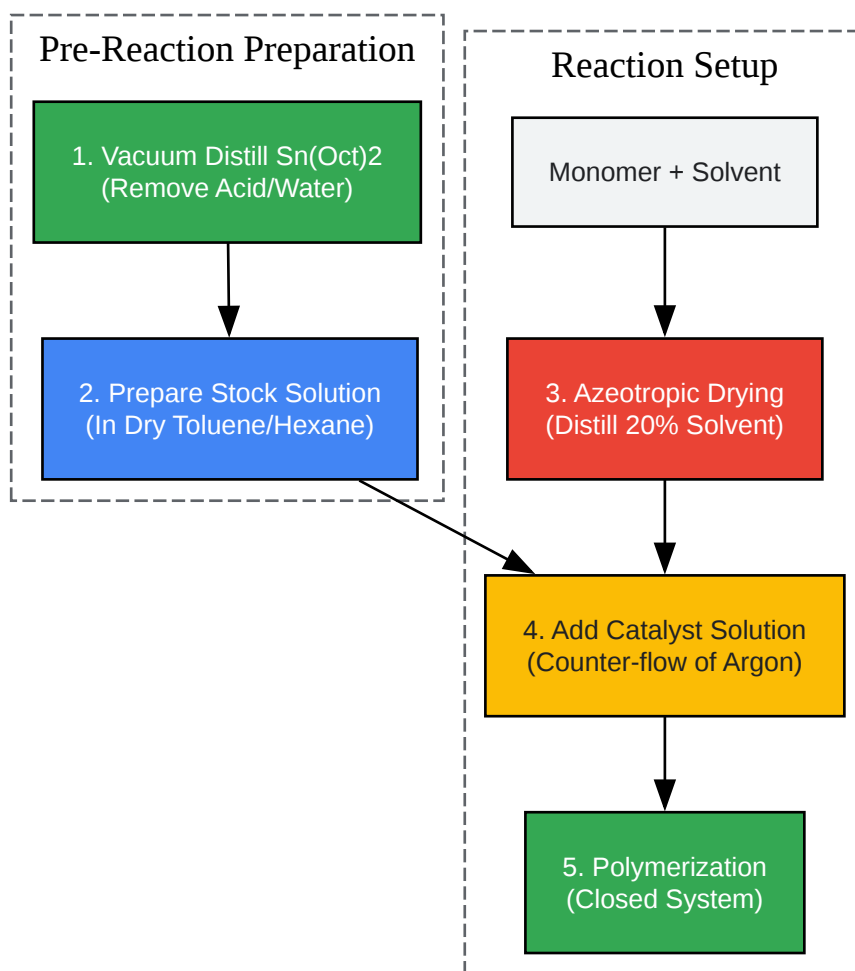 Pre-Reaction Preparation
1. Vacuum Distill Sn(Oct)2
(Remove Acid/Water)
2. Prepare Stock Solution
(In Dry Toluene/Hexane)
Reaction Setup
Monomer + Solvent
3. Azeotropic Drying
(Distill 20% Solvent)
4. Add Catalyst Solution
(Counter-flow of Argon)
5. Polymerization
(Closed System)